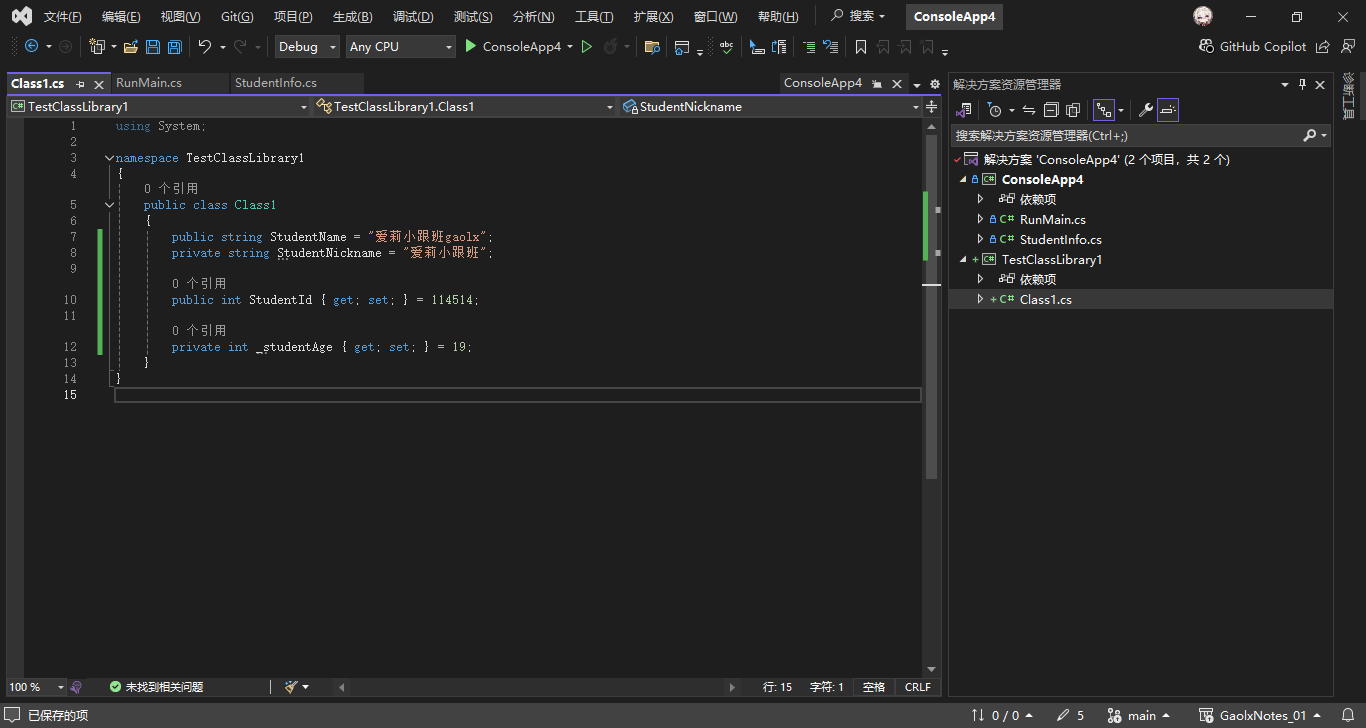 文件(F) 编辑(E) 视图(V) Git(G) 项目(P) 生成(B) 调试(D) 测试(S) 分析(N) 工具(T) 扩展(X) 窗口(W) 帮助(H) 搜索 ConsoleApp4
Debug Any CPU ConsoleApp4 abc GitHub Copilot
Class1.cs RunMain.cs StudentInfo.cs ConsoleApp4
TestClassLibrary1 TestClassLibrary1.Class1 StudentNickname
1 using System;
2
3 namespace TestClassLibrary1
4 {
0 个引用
5 public class Class1
6 {
7 public string StudentName = "爱莉小跟班gaolx";
8 private string StudentNickname = "爱莉小跟班";
9
0 个引用
10 public int StudentId { get; set; } = 114514;
11
0 个引用
12 private int _studentAge { get; set; } = 19;
13 }
14 }
15
100 % 未找到相关问题 行: 15 字符: 1 空格 CRLF
解决方案资源管理器
搜索解决方案资源管理器(Ctrl+;)
解决方案 'ConsoleApp4' (2 个项目，共 2 个)
C# ConsoleApp4
依赖项
C# RunMain.cs
C# StudentInfo.cs
C# TestClassLibrary1
依赖项
C# Class1.cs
诊断工具
已保存的项 0 / 0 5 main GaolxNotes_01